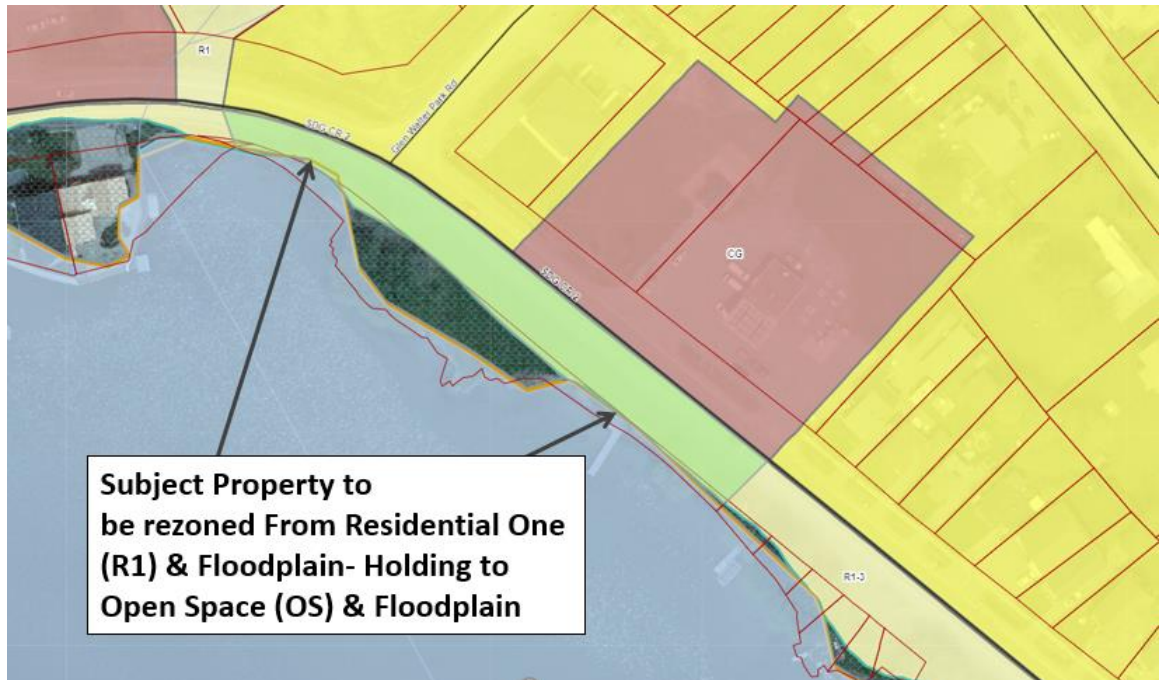 R1
SDG CR 2
Glen Walter Park Rd
CG
SDG CR 2
Subject Property to
be rezoned From Residential One
(R1) & Floodplain- Holding to
Open Space (OS) & Floodplain
R1-3